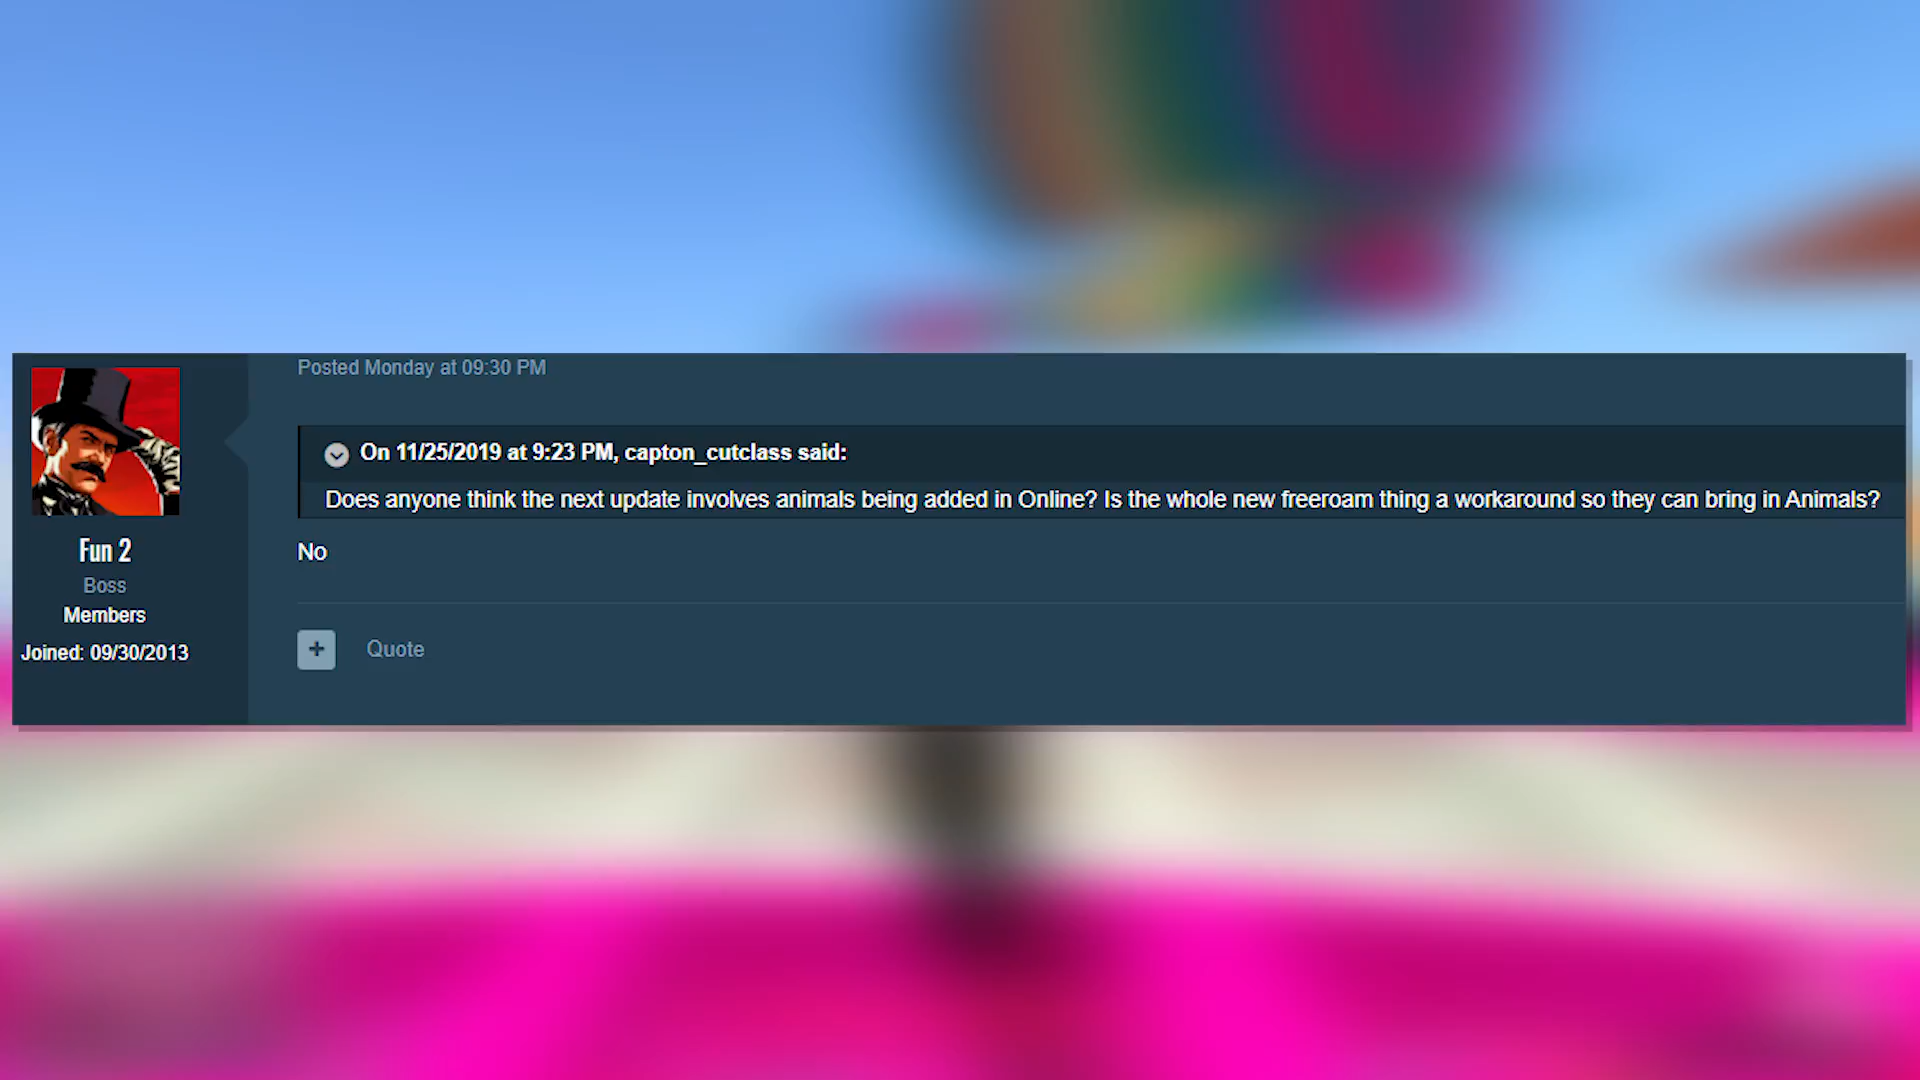 Posted Monday at 09:30 PM
On 11/25/2019 at 9:23 PM, capton_cutclass said:
Does anyone think the next update involves animals being added in Online? Is the whole new freeroam thing a workaround so they can bring in Animals?
No
Fun 2
Boss
Members
Joined: 09/30/2013
+ Quote